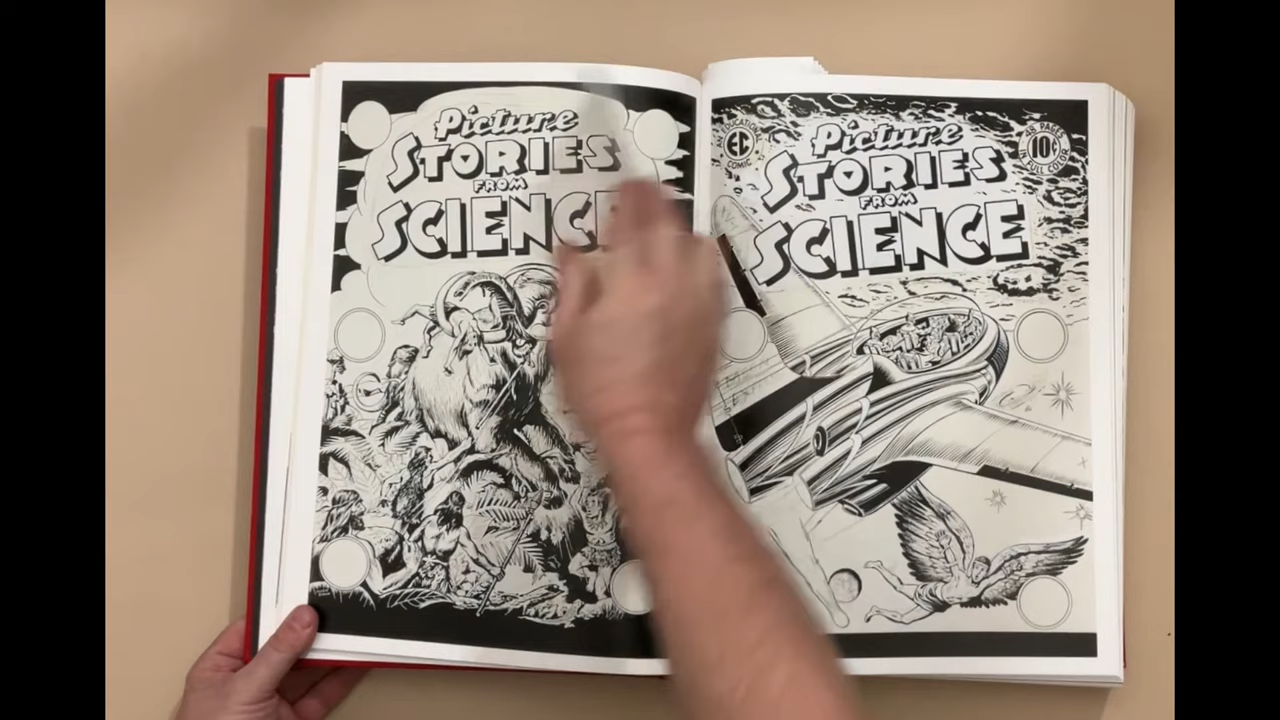 Picture
STORIES
FROM
SCIENCE
AN EDUCATIONAL
EC
COMIC
Picture
STORIES
FROM
SCIENCE
48 PAGES
10¢
IN FULL COLOR